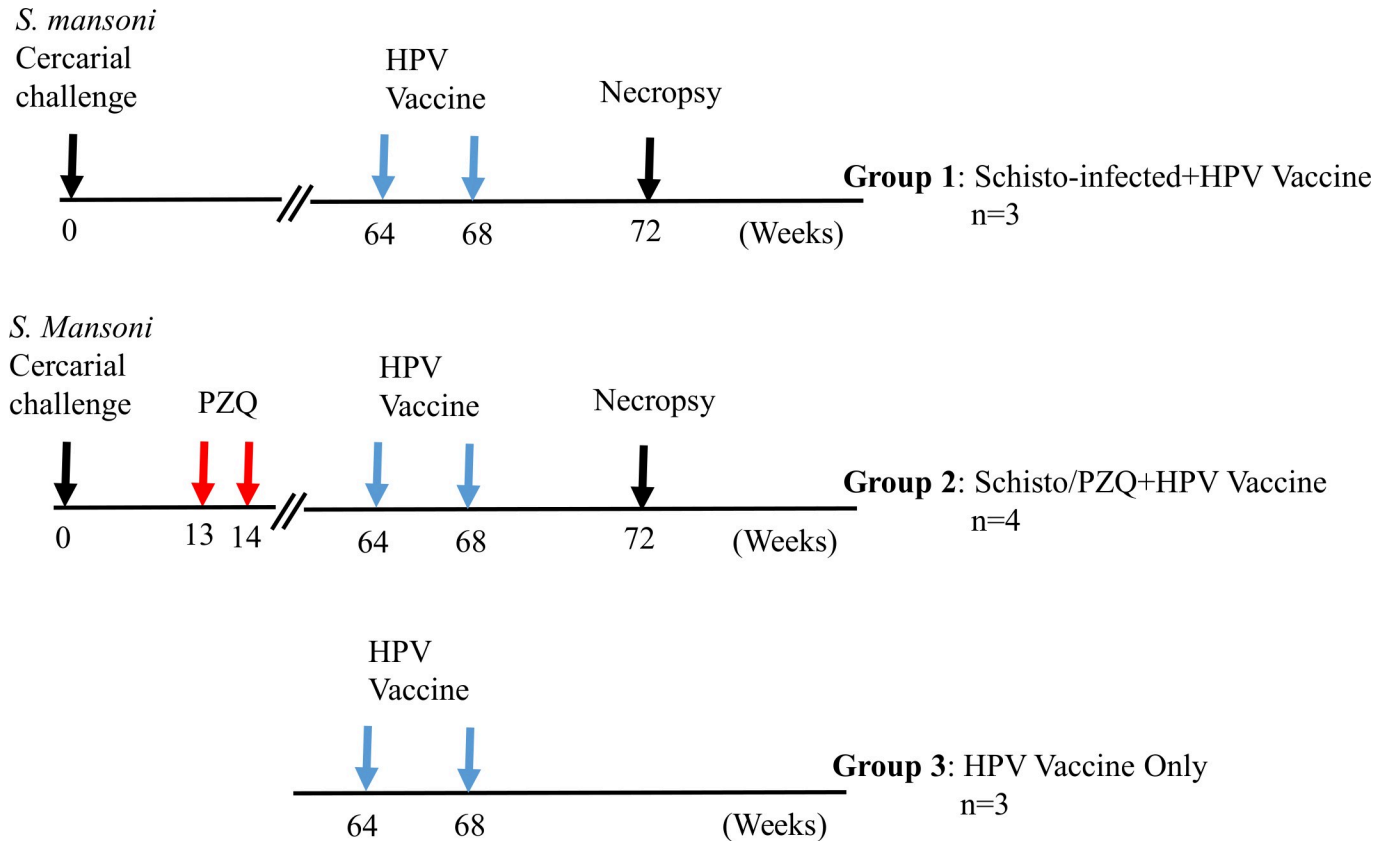 S. mansoni
Cercarial
challenge
HPV
Vaccine
Necropsy
0
64
68
72
(Weeks)
Group 1: Schisto-infected+HPV Vaccine
n=3
S. Mansoni
Cercarial
challenge
PZQ
HPV
Vaccine
Necropsy
0
13
14
64
68
72
(Weeks)
Group 2: Schisto/PZQ+HPV Vaccine
n=4
HPV
Vaccine
64
68
(Weeks)
Group 3: HPV Vaccine Only
n=3